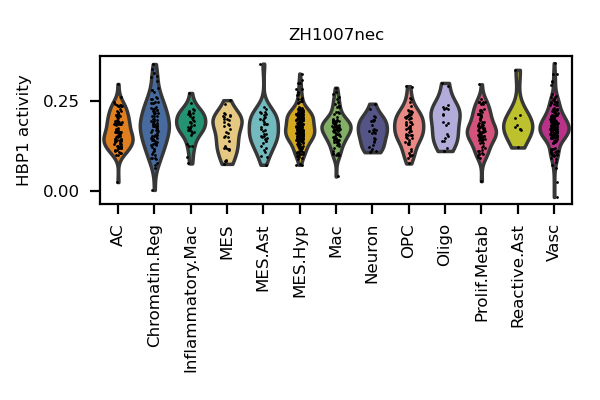 ZH1007nec
HBP1 activity
0.25
0.00
AC
Chromatin.Reg
Inflammatory.Mac
MES
MES.Ast
MES.Hyp
Mac
Neuron
OPC
Oligo
Prolif.Metab
Reactive.Ast
Vasc